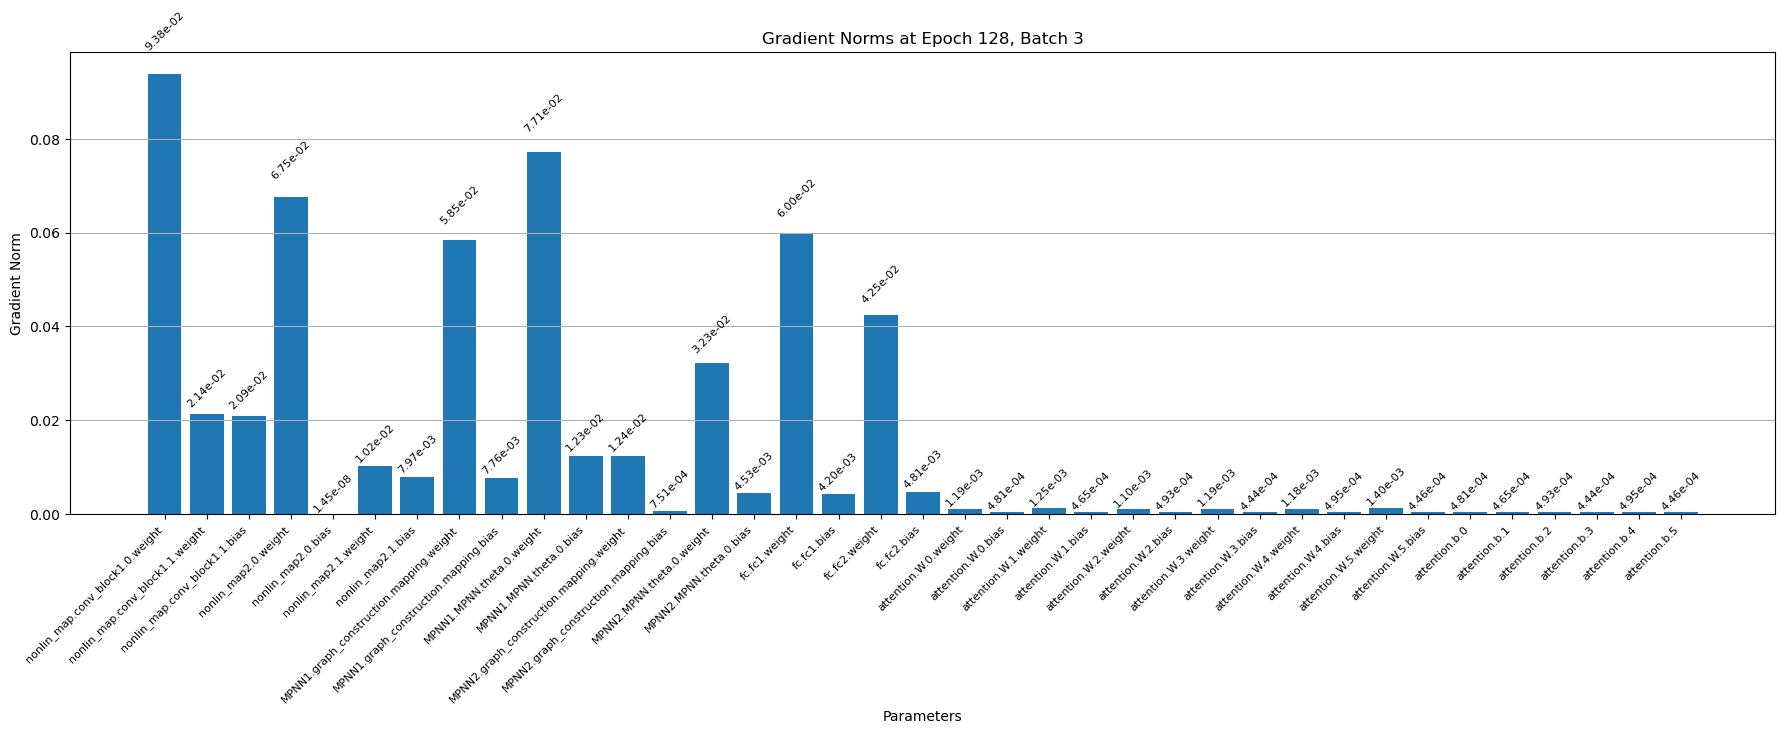 Gradient Norms at Epoch 128, Batch 3
Gradient Norm
0.08
0.06
0.04
0.02
0.00
9.38e-02
2.14e-02
2.09e-02
6.75e-02
1.45e-08
1.02e-02
7.97e-03
5.85e-02
7.76e-03
7.71e-02
1.23e-02
1.24e-02
7.51e-04
3.23e-02
4.53e-03
6.00e-02
4.20e-03
4.25e-02
4.81e-03
1.19e-03
4.81e-04
1.25e-03
4.65e-04
1.10e-03
4.93e-04
1.19e-03
4.44e-04
1.18e-03
4.95e-04
1.40e-03
4.46e-04
4.81e-04
4.65e-04
4.93e-04
4.44e-04
4.95e-04
4.46e-04
nonlin_map.conv_block1.0.weight
nonlin_map.conv_block1.1.weight
nonlin_map.conv_block1.1.bias
nonlin_map2.0.weight
nonlin_map2.0.bias
nonlin_map2.1.weight
nonlin_map2.1.bias
MPNN1.graph_construction.mapping.weight
MPNN1.graph_construction.mapping.bias
MPNN1.MPNN.theta.0.weight
MPNN1.MPNN.theta.0.bias
MPNN2.graph_construction.mapping.weight
MPNN2.graph_construction.mapping.bias
MPNN2.MPNN.theta.0.weight
MPNN2.MPNN.theta.0.bias
fc.fc1.weight
fc.fc1.bias
fc.fc2.weight
fc.fc2.bias
attention.W.0.weight
attention.W.0.bias
attention.W.1.weight
attention.W.1.bias
attention.W.2.weight
attention.W.2.bias
attention.W.3.weight
attention.W.3.bias
attention.W.4.weight
attention.W.4.bias
attention.W.5.weight
attention.W.5.bias
attention.b.0
attention.b.1
attention.b.2
attention.b.3
attention.b.4
attention.b.5
Parameters